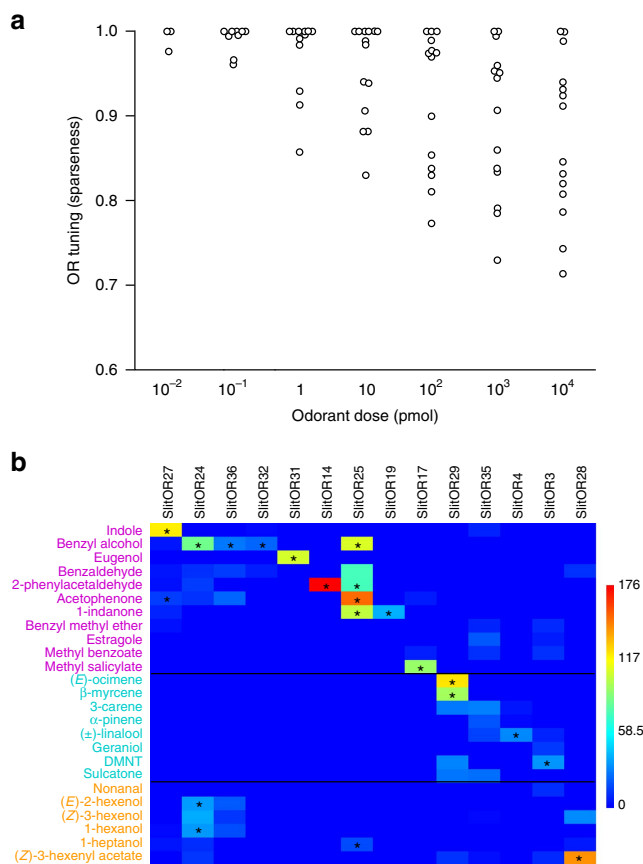 a
OR tuning (sparseness)
1.0
0.9
0.8
1.0
0.6
10⁻² 10⁻¹ 1 10 10² 10³ 10⁴
Odorant dose (pmol)
b
SlitOR27 SlitOR24 SlitOR36 SlitOR32 SlitOR31 SlitOR14 SlitOR25 SlitOR19 SlitOR17 SlitOR29 SlitOR35 SlitOR4 SlitOR3 SlitOR28
Indole
Benzyl alcohol
Eugenol
Benzaldehyde
2-phenylacetaldehyde
Acetophenone
1-indanone
Benzyl methyl ether
Estragole
Methyl benzoate
Methyl salicylate
(E)-ocimene
β-myrcene
3-carene
α-pinene
(±)-linalool
Geraniol
DMNT
Sulcatone
Nonanal
(E)-2-hexenol
(Z)-3-hexenol
1-hexanol
1-heptanol
(Z)-3-hexenyl acetate
176
117
58.5
0